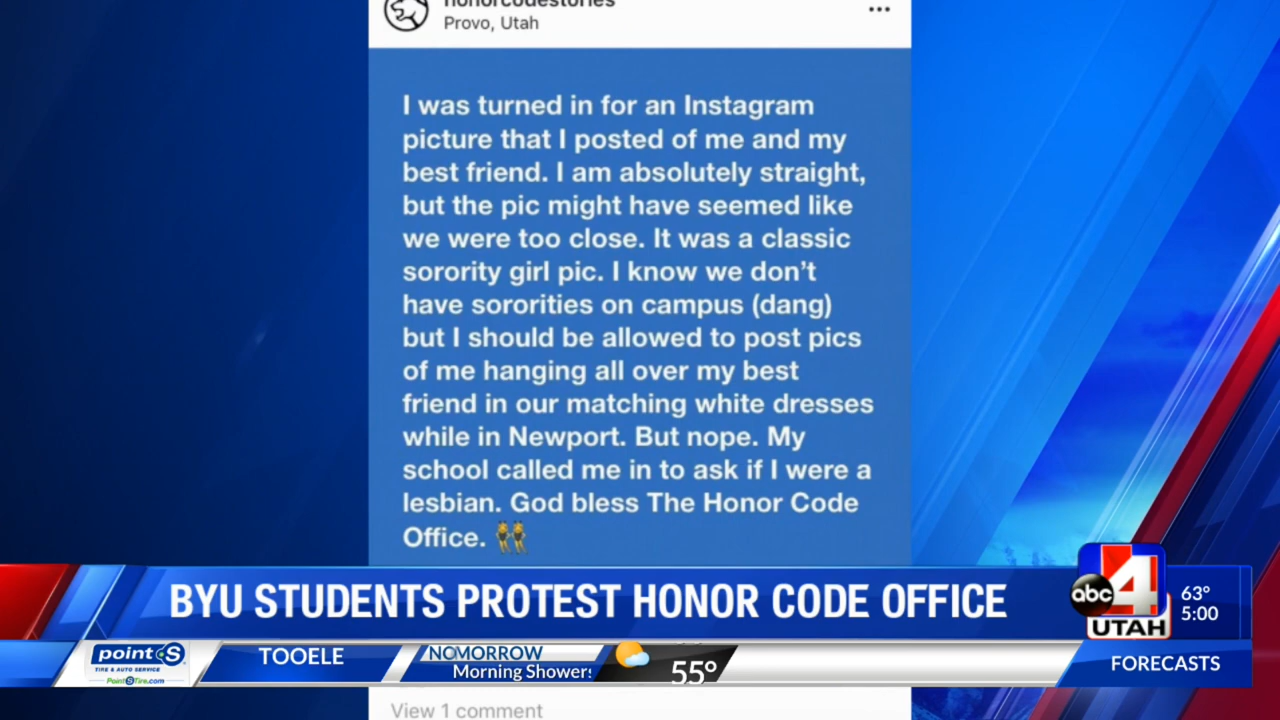 honorcodestories
Provo, Utah
I was turned in for an Instagram
picture that I posted of me and my
best friend. I am absolutely straight,
but the pic might have seemed like
we were too close. It was a classic
sorority girl pic. I know we don’t
have sororities on campus (dang)
but I should be allowed to post pics
of me hanging all over my best
friend in our matching white dresses
while in Newport. But nope. My
school called me in to ask if I were a
lesbian. God bless The Honor Code
Office. 👯
BYU STUDENTS PROTEST HONOR CODE OFFICE
abc 4
UTAH
63°
5:00
point S
TIRE & AUTO SERVICE
PointSTire.com
TOOELE
Morning Showers
55°
FORECASTS
View 1 comment